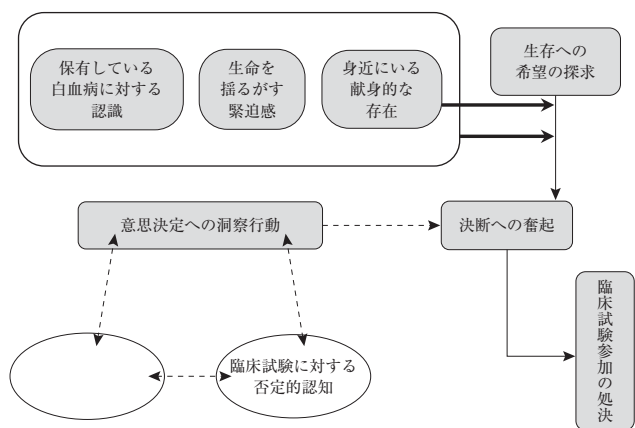 保有している
白血病に対する
認識
生命を
揺るがす
緊迫感
身近にいる
献身的な
存在
生存への
希望の探求
意思決定への洞察行動
決断への奮起
臨床試験に対する
否定的認知
臨床試験参加の処決